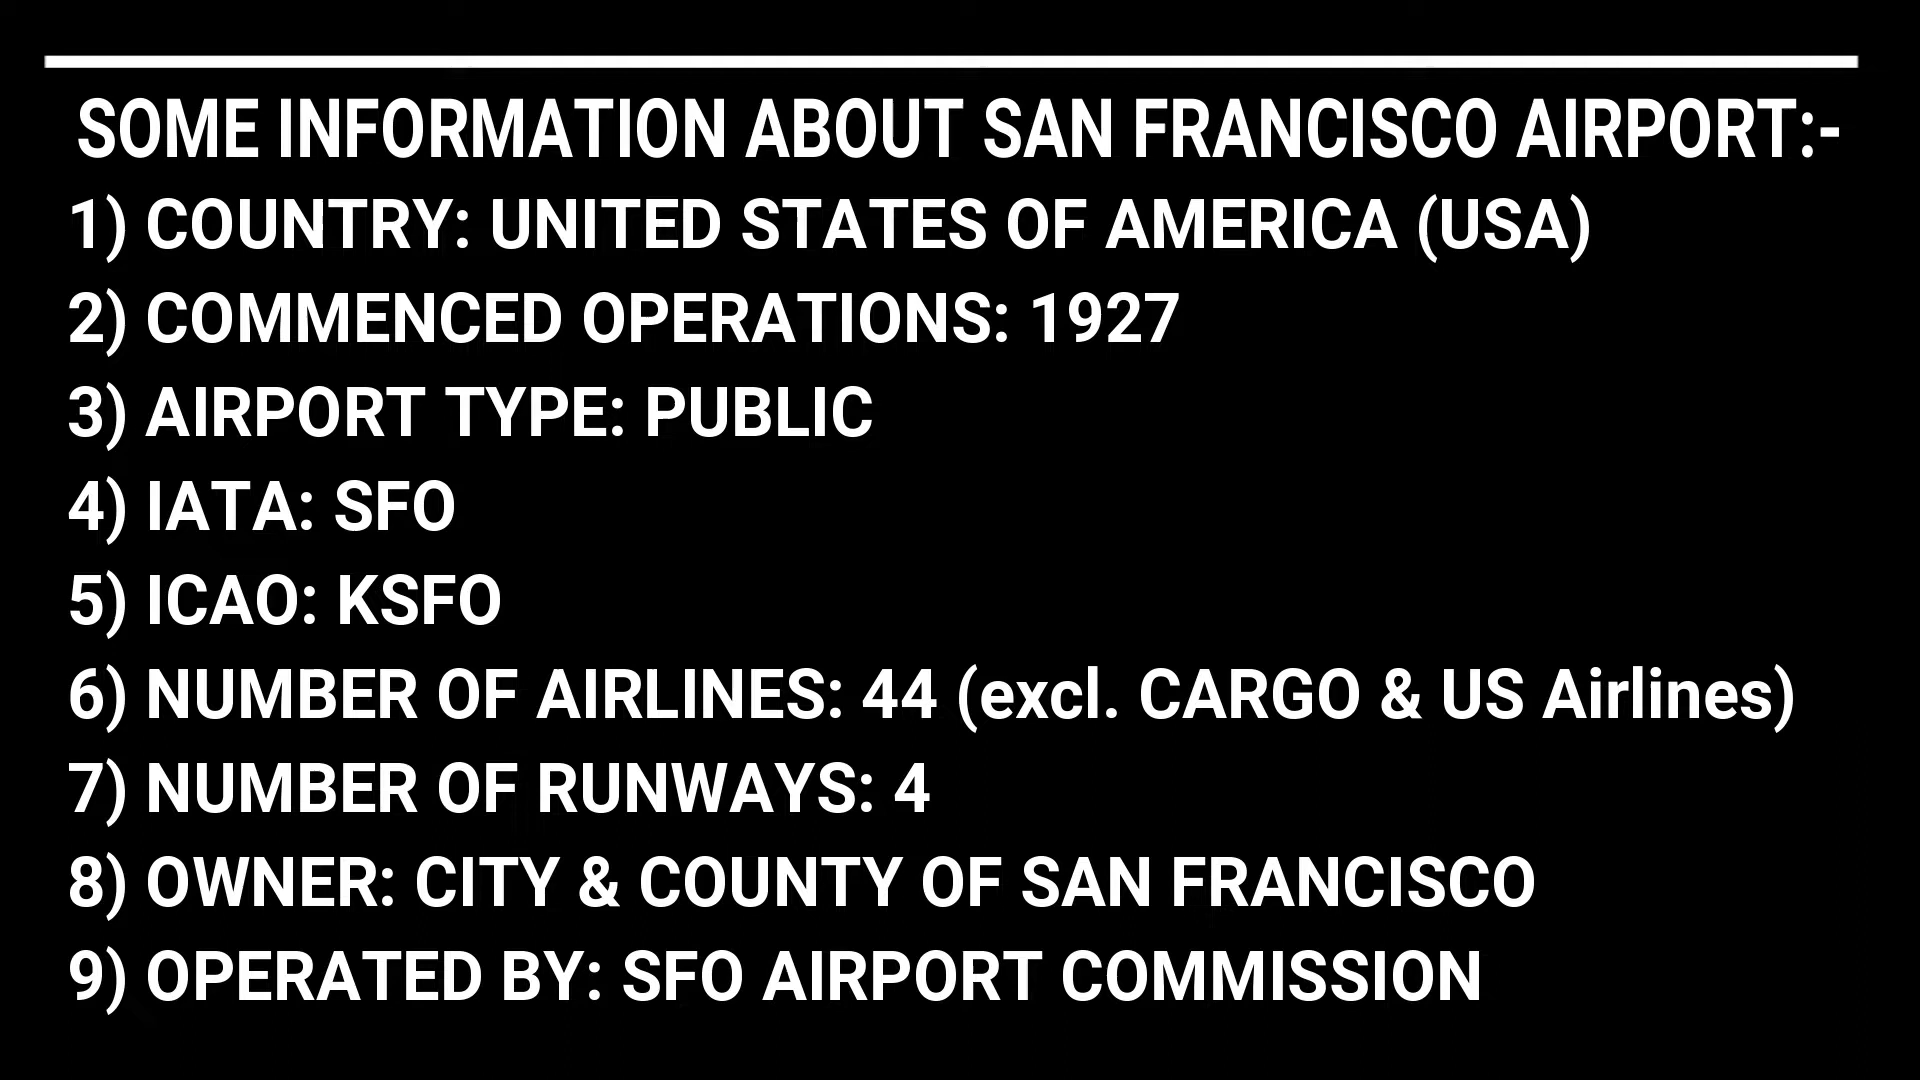 SOME INFORMATION ABOUT SAN FRANCISCO AIRPORT:-
1) COUNTRY: UNITED STATES OF AMERICA (USA)
2) COMMENCED OPERATIONS: 1927
3) AIRPORT TYPE: PUBLIC
4) IATA: SFO
5) ICAO: KSFO
6) NUMBER OF AIRLINES: 44 (excl. CARGO & US Airlines)
7) NUMBER OF RUNWAYS: 4
8) OWNER: CITY & COUNTY OF SAN FRANCISCO
9) OPERATED BY: SFO AIRPORT COMMISSION